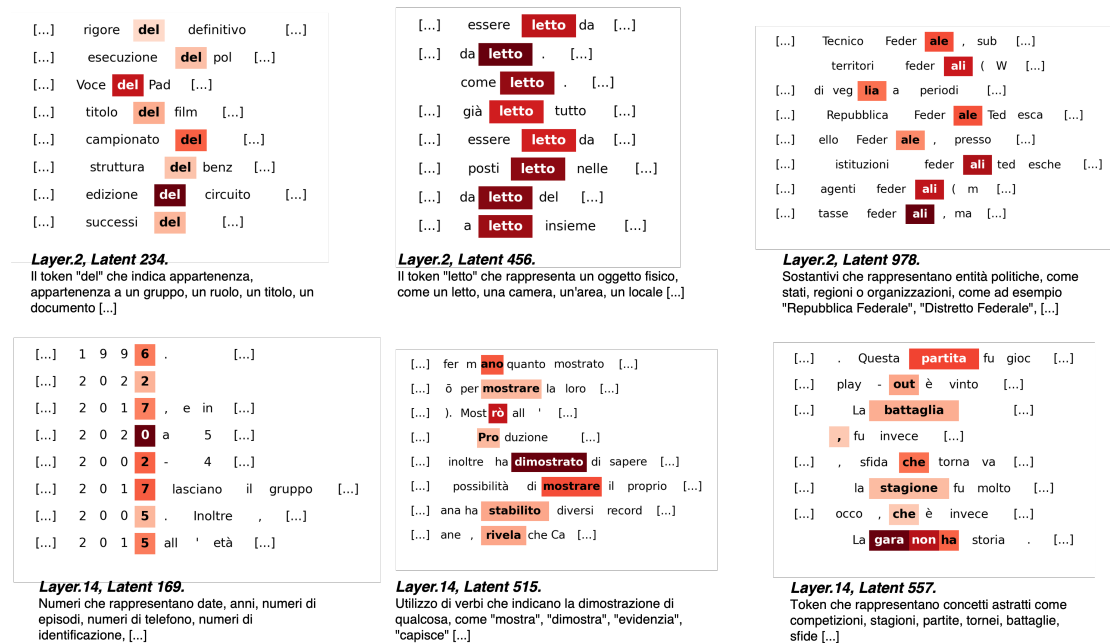 [...] rigore del definitivo [...]
[...] esecuzione del pol [...]
[...] Voce del Pad [...]
[...] titolo del film [...]
[...] campionato del [...]
[...] struttura del benz [...]
[...] edizione del circuito [...]
[...] successi del [...]
Layer.2, Latent 234.
Il token "del" che indica appartenenza,
appartenenza a un gruppo, un ruolo, un titolo, un
documento [...]
[...] essere letto da [...]
[...] da letto . [...]
come letto . [...]
[...] già letto tutto [...]
[...] essere letto da [...]
[...] posti letto nelle [...]
[...] da letto del [...]
[...] a letto insieme [...]
Layer.2, Latent 456.
Il token "letto" che rappresenta un oggetto fisico,
come un letto, una camera, un'area, un locale [...]
[...] Tecnico Feder ale , sub [...]
territori feder ali ( W [...]
[...] di veg lia a periodi [...]
[...] Repubblica Feder ale Ted esca [...]
[...] ello Feder ale , presso [...]
[...] istituzioni feder ali ted esche [...]
[...] agenti feder ali ( m [...]
[...] tasse feder ali , ma [...]
Layer.2, Latent 978.
Sostantivi che rappresentano entità politiche, come
stati, regioni o organizzazioni, come ad esempio
"Repubblica Federale", "Distretto Federale", [...]
[...] 1 9 9 6 . [...]
[...] 2 0 2 2
[...] 2 0 1 7 , e in [...]
[...] 2 0 2 0 a 5 [...]
[...] 2 0 0 2 - 4 [...]
[...] 2 0 1 7 lasciano il gruppo [...]
[...] 2 0 0 5 . Inoltre , [...]
[...] 2 0 1 5 all ' età [...]
Layer.14, Latent 169.
Numeri che rappresentano date, anni, numeri di
episodi, numeri di telefono, numeri di
identificazione, [...]
[...] fer m ano quanto mostrato [...]
[...] ō per mostrare la loro [...]
[...] ). Most rò all ' [...]
[...] Pro duzione [...]
[...] inoltre ha dimostrato di sapere [...]
[...] possibilità di mostrare il proprio [...]
[...] ana ha stabilito diversi record [...]
[...] ane , rivela che Ca [...]
Layer.14, Latent 515.
Utilizzo di verbi che indicano la dimostrazione di
qualcosa, come "mostra", "dimostra", "evidenzia",
"capisce" [...]
[...] . Questa partita fu gioc [...]
[...] play - out è vinto [...]
[...] La battaglia [...]
, fu invece [...]
[...] , sfida che torna va [...]
[...] la stagione fu molto [...]
[...] occo , che è invece [...]
La gara non ha storia . [...]
Layer.14, Latent 557.
Token che rappresentano concetti astratti come
competizioni, stagioni, partite, tornei, battaglie,
sfide [...]